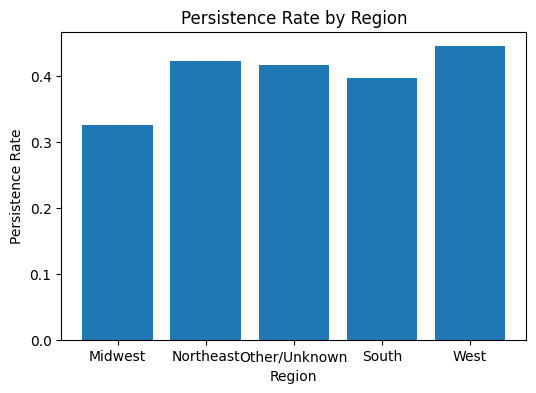 Persistence Rate by Region
Persistence Rate
0.4
0.3
0.2
0.1
0.0
Midwest Northeast Other/Unknown South West
Region